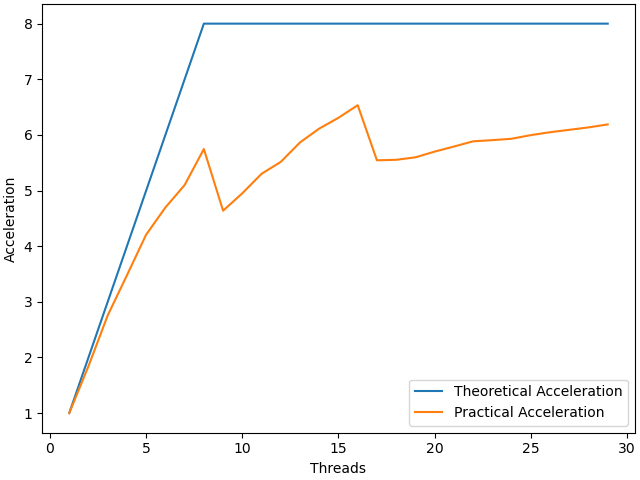 8
7
6
5
4
3
2
1
Acceleration
0 5 10 15 20 25 30
Threads
Theoretical Acceleration
Practical Acceleration